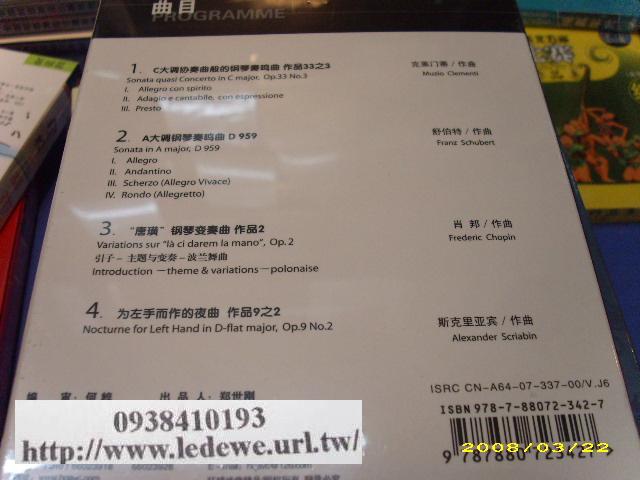 曲目
PROGRAMME
1. C大调协奏曲般的钢琴奏鸣曲 作品33之3
克莱门蒂 / 作曲
Sonata quasi Concerto in C major, Op.33 No.3
Muzio Clementi
I. Allegro con spirito
II. Adagio e cantabile, con espressione
III. Presto
2. A大调钢琴奏鸣曲 D 959
舒伯特 / 作曲
Sonata in A major, D 959
Franz Schubert
I. Allegro
II. Andantino
III. Scherzo (Allegro Vivace)
IV. Rondo (Allegretto)
3. “唐璜” 钢琴变奏曲 作品2
肖 邦 / 作曲
Variations sur "là ci darem la mano", Op.2
Frederic Chopin
引子－主题与变奏－波兰舞曲
Introduction －theme & variations－polonaise
4. 为左手而作的夜曲 作品9之2
斯克里亚宾 / 作曲
Nocturne for Left Hand in D-flat major, Op.9 No.2
Alexander Scriabin
ISRC CN-A64-07-337-00/V.J6
出 品 人：郑世刚
ISBN 978-7-88072-342-7
0938410193
http://www.ledewe.url.tw/
2008/03/22
9 787880 723427